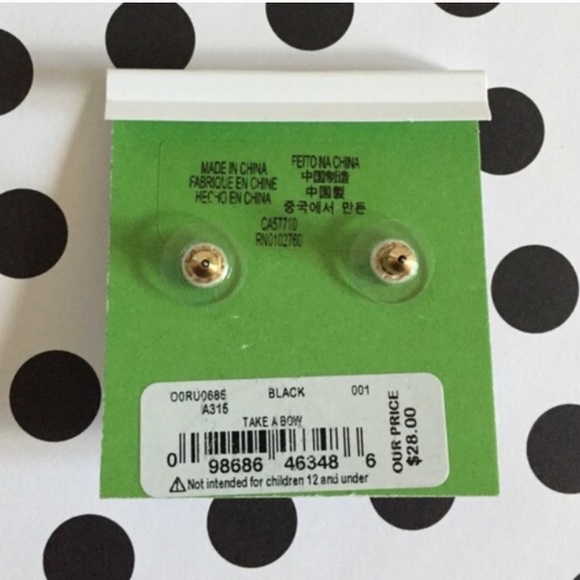 MADE IN CHINA
FABRIQUE EN CHINE
HECHO EN CHINA
FEITO NA CHINA
中国制造
中国製
중국에서 만든
CA57710
RN0102760
O0RU0685 BLACK 001
A315
TAKE A BOW
0 98686 46348 6
OUR PRICE
$28.00
⚠Not intended for children 12 and under